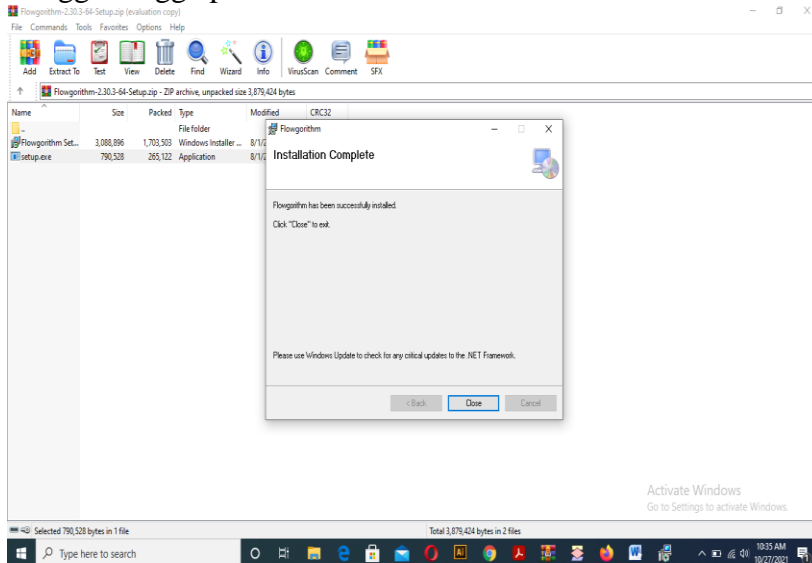 Flowgorithm-2.30.3-64-Setup.zip (evaluation copy)
File Commands Tools Favorites Options Help
Add Extract To Test View Delete Find Wizard Info VirusScan Comment SFX
Flowgorithm-2.30.3-64-Setup.zip - ZIP archive, unpacked size 3,879,424 bytes
Name Size Packed Type Modified CRC32
.. File folder
Flowgorithm Set... 3,088,896 1,703,503 Windows Installer ... 8/1/2
setup.exe 790,528 265,122 Application 8/1/2
Flowgorithm
Installation Complete
Flowgorithm has been successfully installed.
Click "Close" to exit.
Please use Windows Update to check for any critical updates to the .NET Framework.
< Back Close Cancel
Activate Windows
Go to Settings to activate Windows.
Selected 790,528 bytes in 1 file Total 3,879,424 bytes in 2 files
Type here to search
10:35 AM
10/27/2021